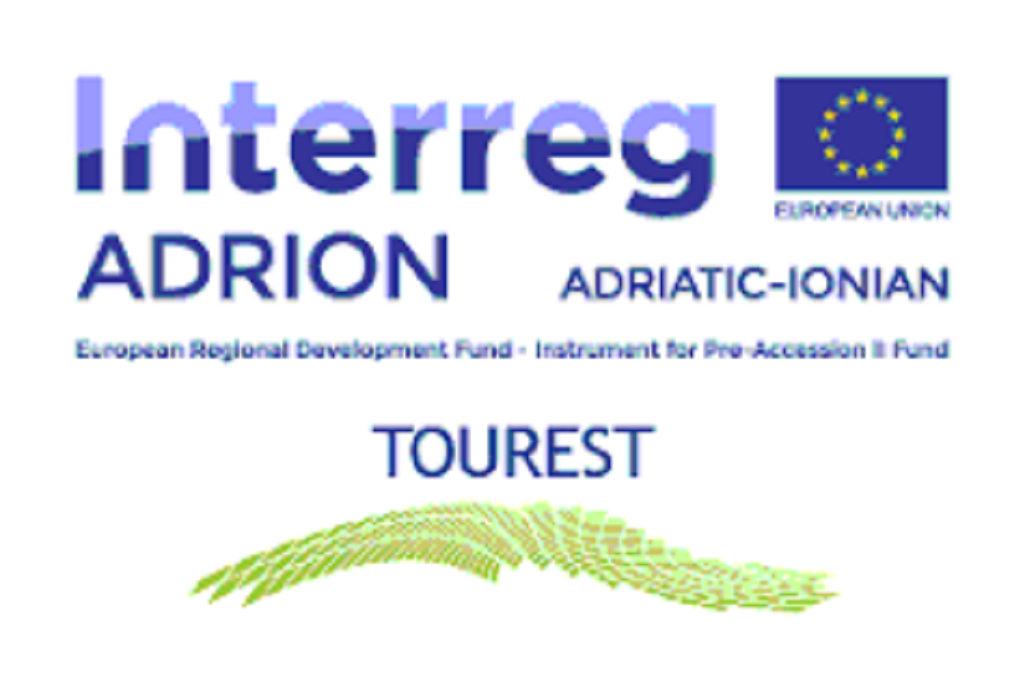 Interreg
EUROPEAN UNION
ADRION ADRIATIC-IONIAN
European Regional Development Fund - Instrument for Pre-Accession II Fund
TOUREST